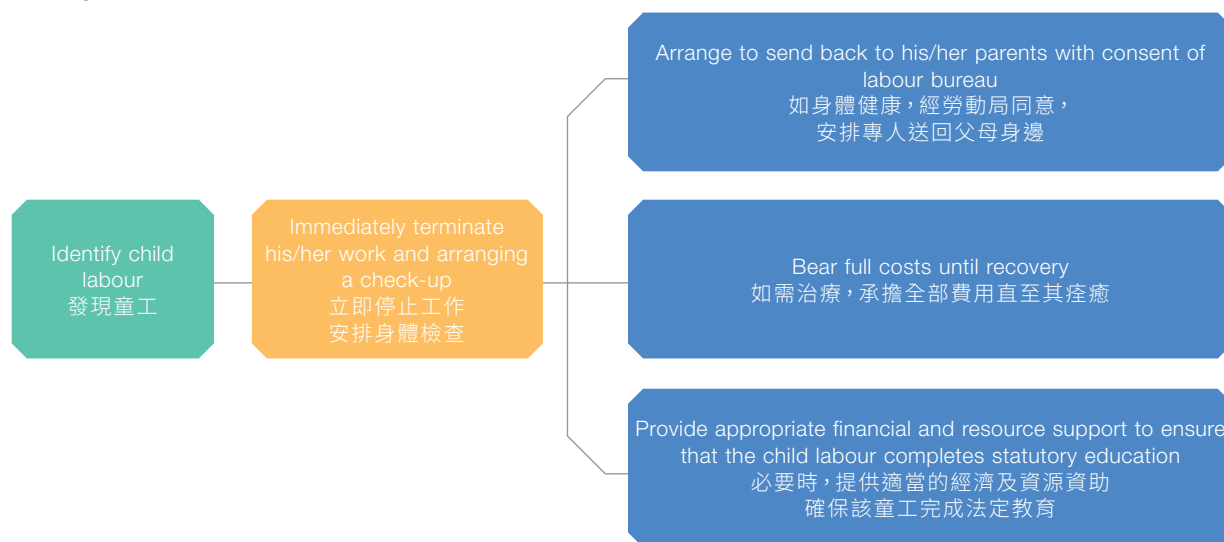 Identify child
labour
發現童工
Immediately terminate
his/her work and arranging
a check-up
立即停止工作
安排身體檢查
Arrange to send back to his/her parents with consent of
labour bureau
如身體健康，經勞動局同意，
安排專人送回父母身邊
Bear full costs until recovery
如需治療，承擔全部費用直至其痊癒
Provide appropriate financial and resource support to ensure
that the child labour completes statutory education
必要時，提供適當的經濟及資源資助
確保該童工完成法定教育